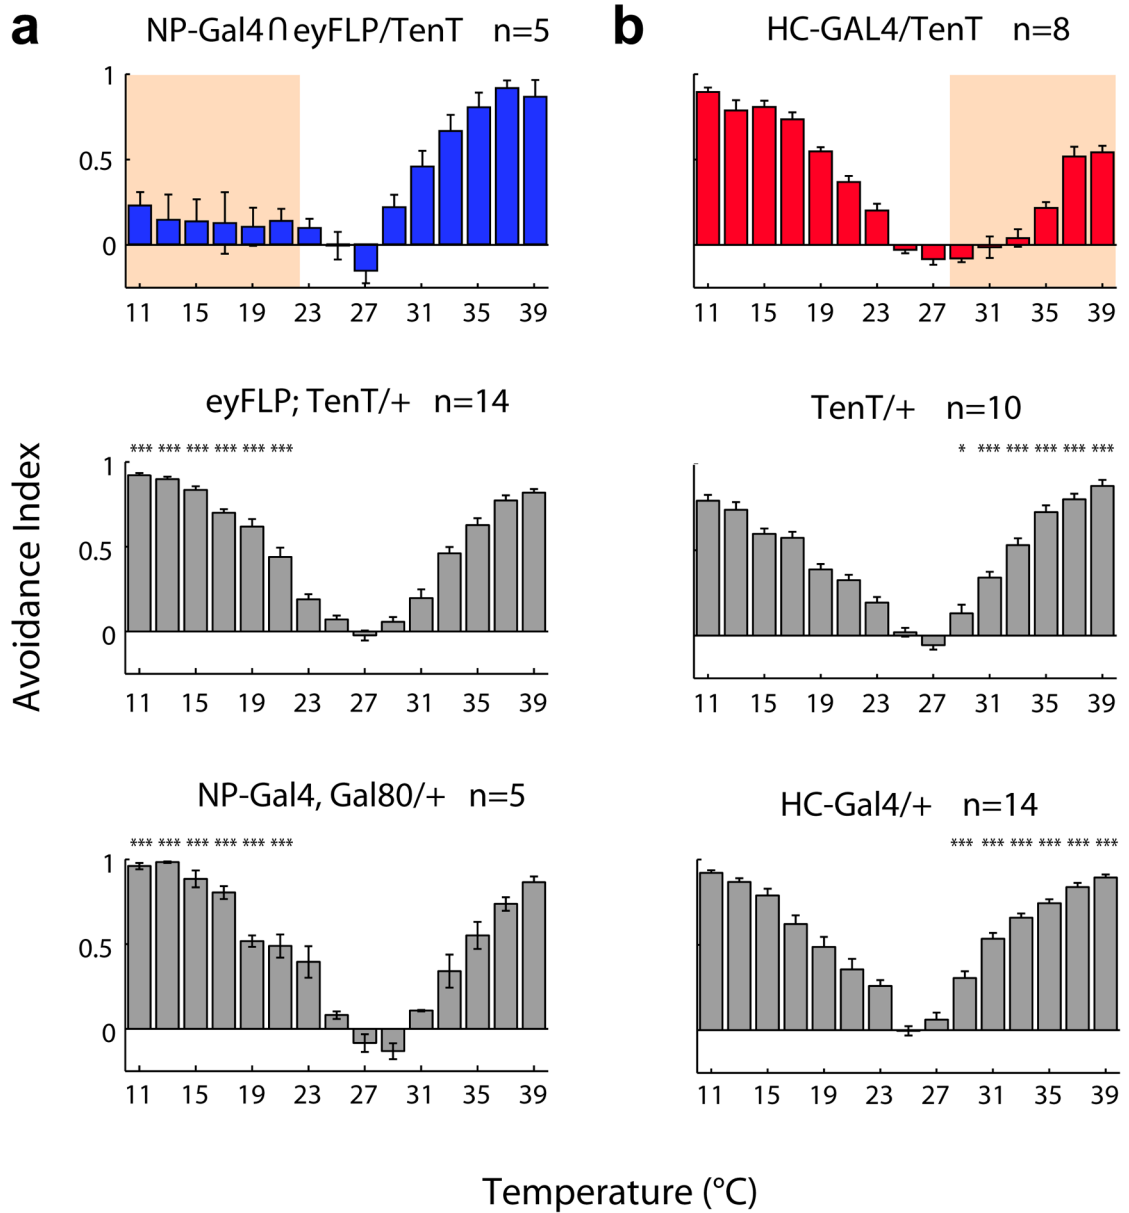 a
NP-Gal4∩eyFLP/TenT n=5
1
0.5
0
11 15 19 23 27 31 35 39
b
HC-GAL4/TenT n=8
11 15 19 23 27 31 35 39
Avoidance Index
eyFLP; TenT/+ n=14
*** *** *** *** *** ***
1
0.5
0
11 15 19 23 27 31 35 39
TenT/+ n=10
* *** *** *** *** ***
11 15 19 23 27 31 35 39
NP-Gal4, Gal80/+ n=5
*** *** *** *** *** ***
1
0.5
0
11 15 19 23 27 31 35 39
HC-Gal4/+ n=14
*** *** *** *** *** ***
11 15 19 23 27 31 35 39
Temperature (°C)